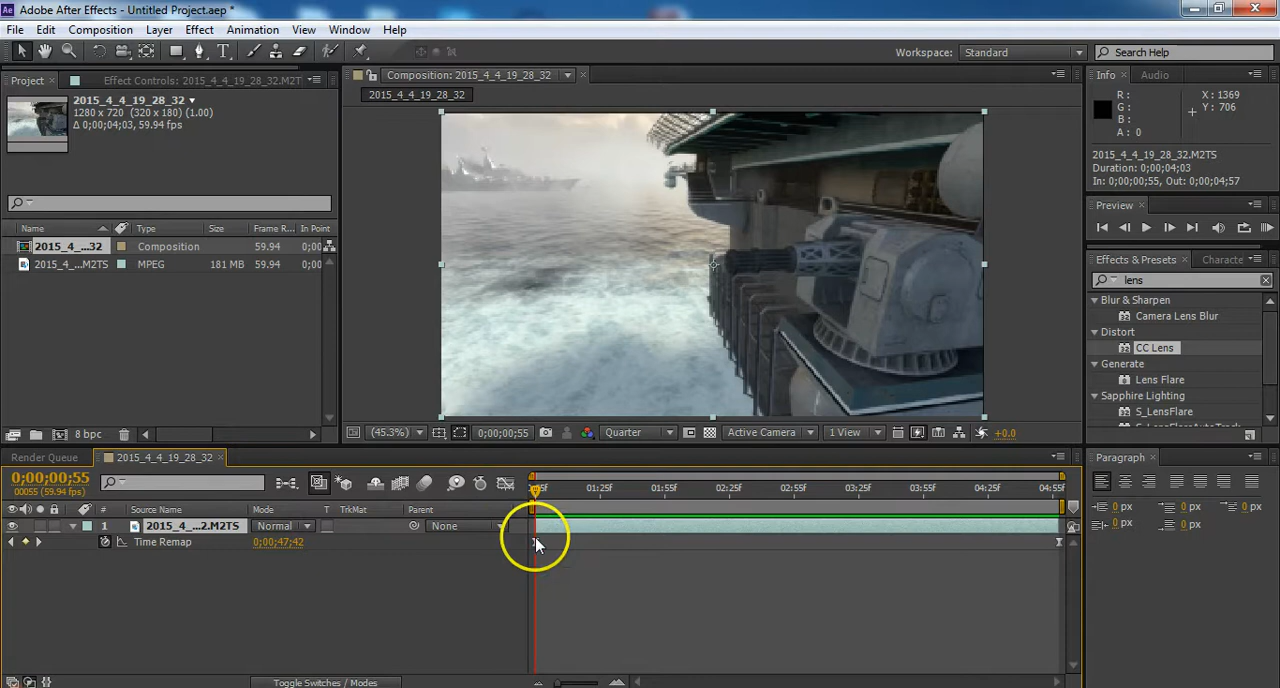 Adobe After Effects - Untitled Project.aep *
File Edit Composition Layer Effect Animation View Window Help
Workspace: Standard Search Help
Project Effect Controls: 2015_4_4_19_28_32.M2T
Composition: 2015_4_4_19_28_32
Info Audio
2015_4_4_19_28_32
1280 x 720 (320 x 180) (1.00)
Δ 0;00;04;03, 59.94 fps
2015_4_4_19_28_32
R :
G :
B :
A : 0
X : 1369
Y : 706
2015_4_4_19_28_32.M2TS
Duration: 0;00;04;03
In: 0;00;00;55, Out: 0;00;04;57
Preview
Name Type Size Frame R... In Point
2015_4_...32 Composition 59.94 0;00
2015_4_....M2TS MPEG 181 MB 59.94 0;00
Effects & Presets Characte
lens
Blur & Sharpen
32 Camera Lens Blur
Distort
32 CC Lens
Generate
32 Lens Flare
Sapphire Lighting
32 S_LensFlare
8 bpc
(45.3%) 0;00;00;55 Quarter Active Camera 1 View +0.0
Render Queue 2015_4_4_19_28_32
Paragraph
0;00;00;55
00055 (59.94 fps)
01:25f 01:55f 02:25f 02:55f 03:25f 03:55f 04:25f 04:55f
# Source Name Mode T TrkMat Parent
1 2015_4_...2.M2TS Normal None
Time Remap 0;00;47;42
0 px 0 px 0 px
0 px 0 px
Toggle Switches / Modes